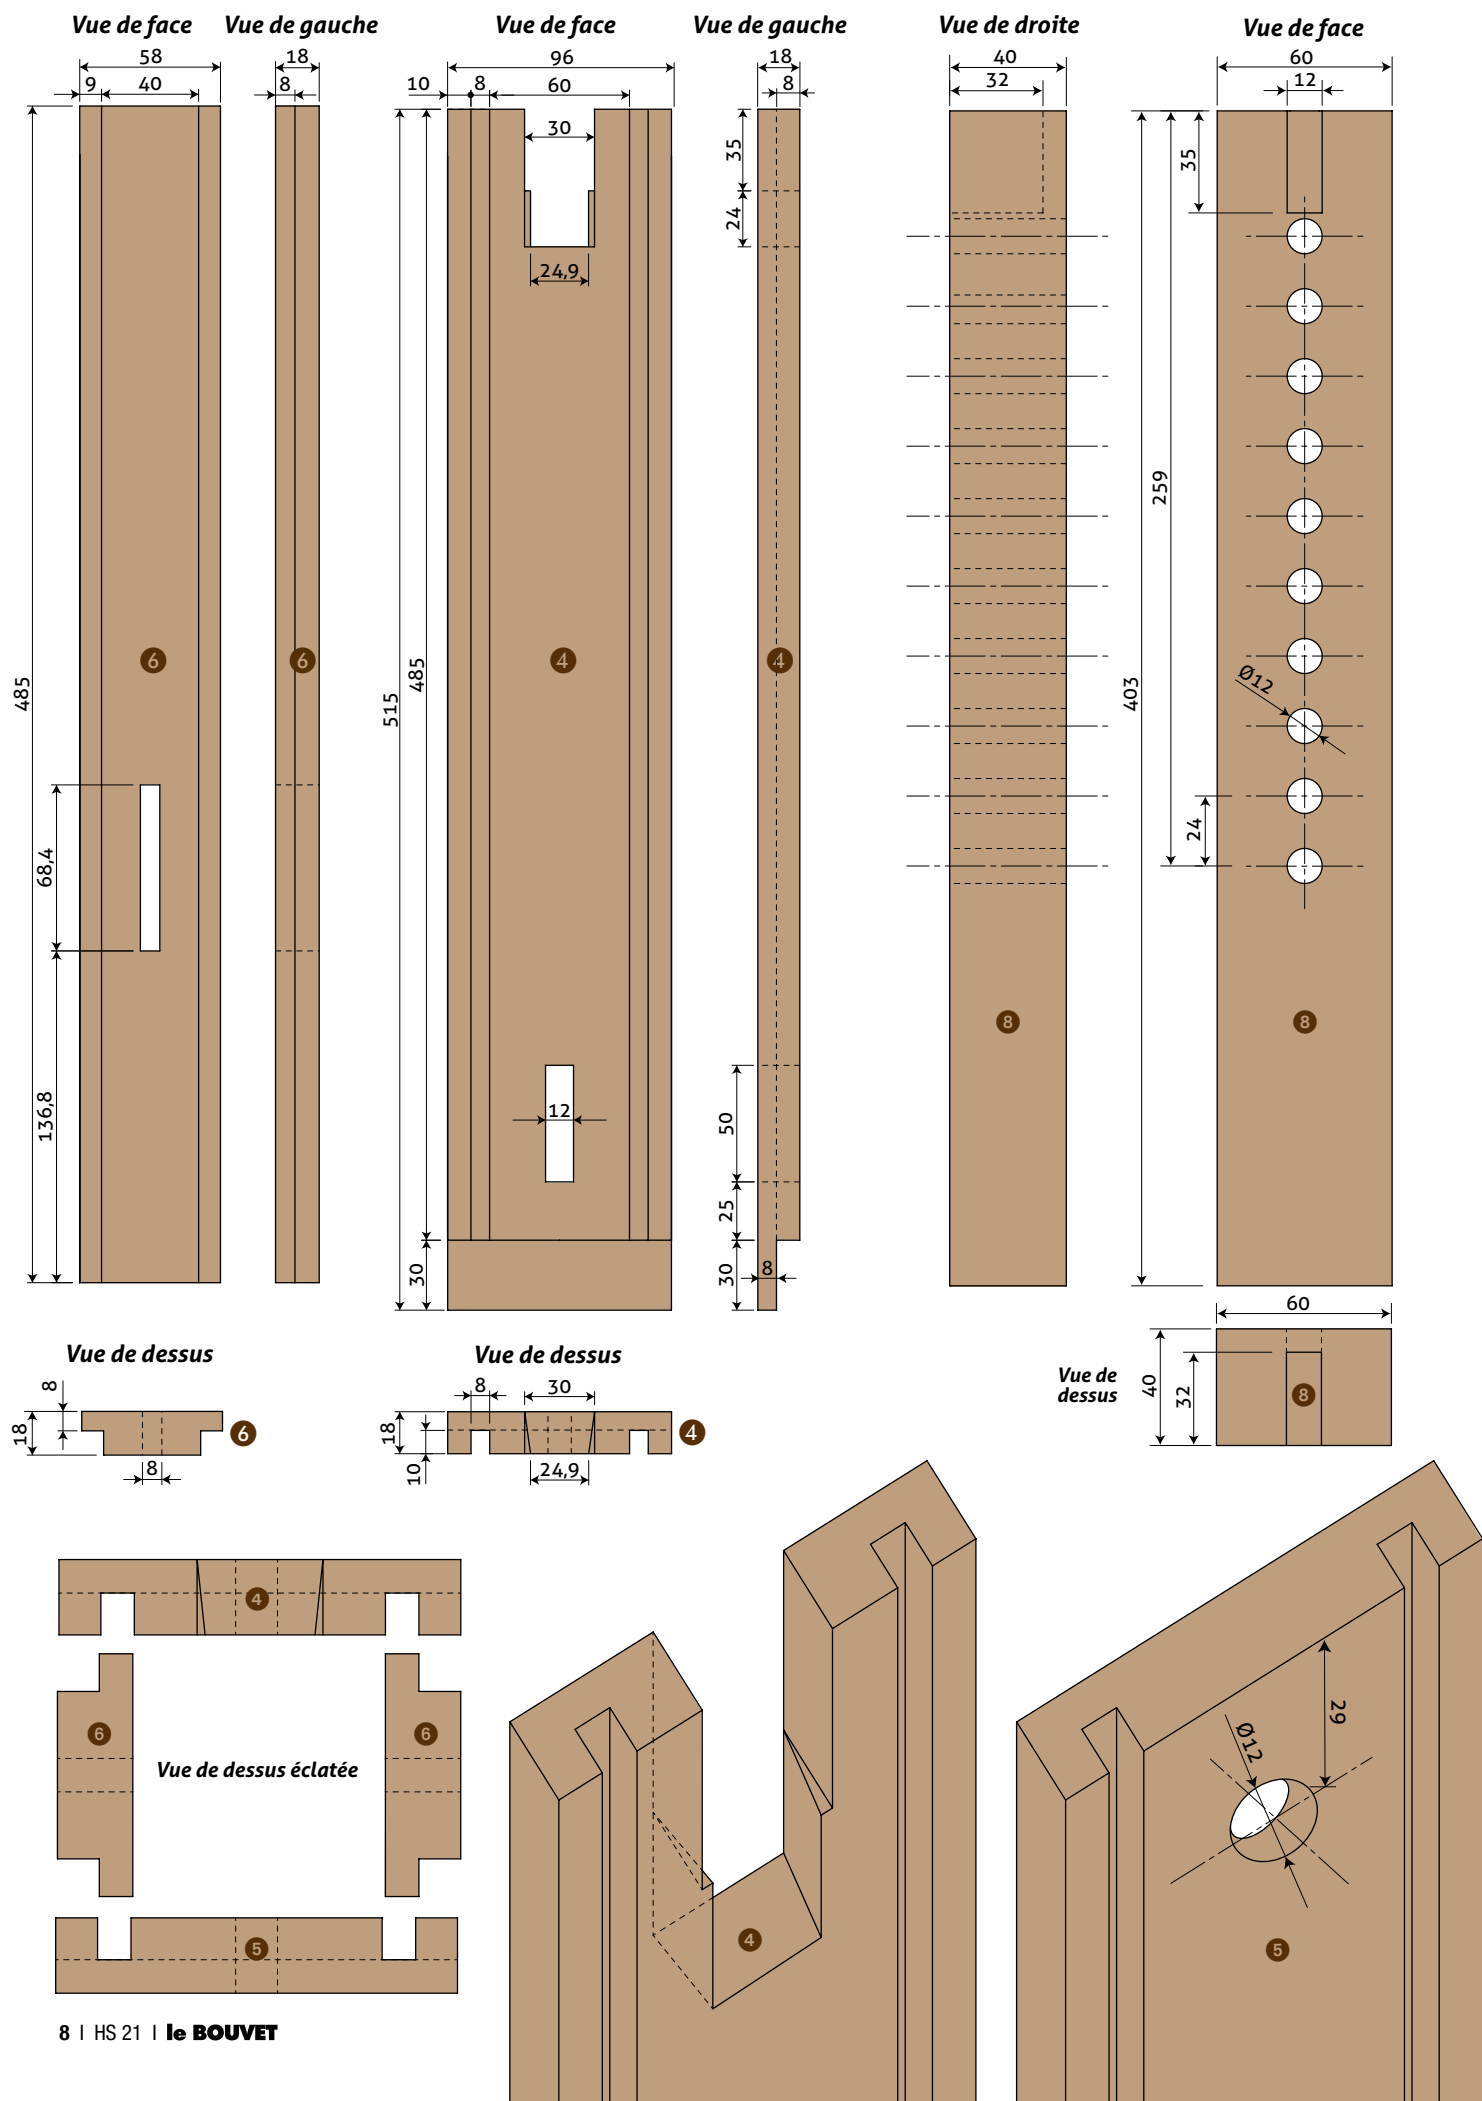 Vue de face Vue de gauche Vue de face Vue de gauche Vue de droite Vue de face
58 18 96 18 40 60
9 40 8 10 8 60 8 32 12
30
35 35
24
24,9
259
6 6 4 4
485 515 485 403
Ø12
24
68,4
8 8
136,8
12 50
25
30 30 8
60
Vue de dessus Vue de dessus
Vue de
dessus
8 18 8 6
8 30 18 10 24,9 4
40 32 8
4
6 6
Vue de dessus éclatée
5
4
29
Ø12
5
8 | HS 21 | le BOUVET